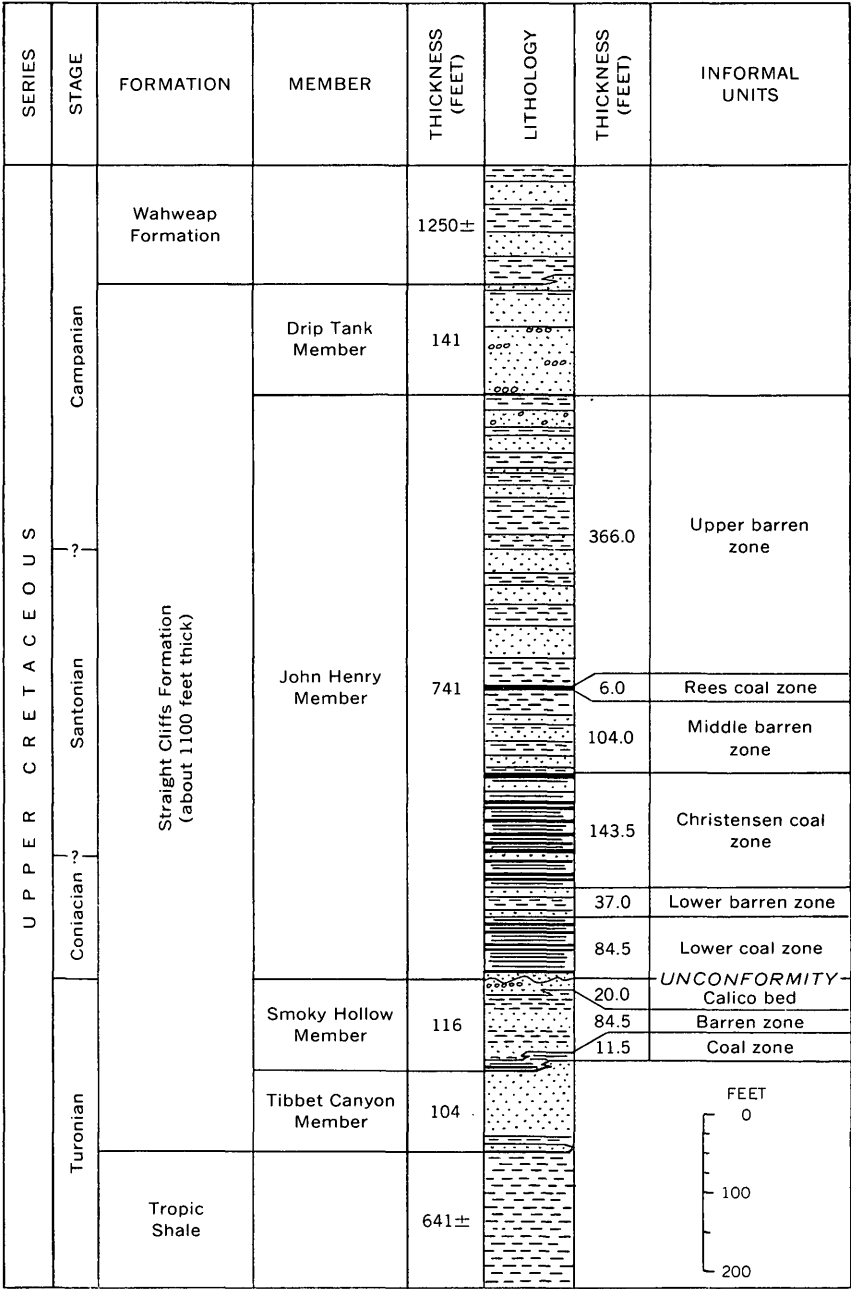 SERIES
STAGE
FORMATION
MEMBER
THICKNESS
(FEET)
LITHOLOGY
THICKNESS
(FEET)
INFORMAL
UNITS
UPPER CRETACEOUS
Campanian
?
Santonian
?
Coniacian
Turonian
Wahweap
Formation
1250±
Straight Cliffs Formation
(about 1100 feet thick)
Drip Tank
Member
141
John Henry
Member
741
366.0
Upper barren
zone
6.0
Rees coal zone
104.0
Middle barren
zone
143.5
Christensen coal
zone
37.0
Lower barren zone
84.5
Lower coal zone
UNCONFORMITY
Smoky Hollow
Member
116
20.0
Calico bed
84.5
Barren zone
11.5
Coal zone
Tibbet Canyon
Member
104
Tropic
Shale
641±
FEET
0
100
200